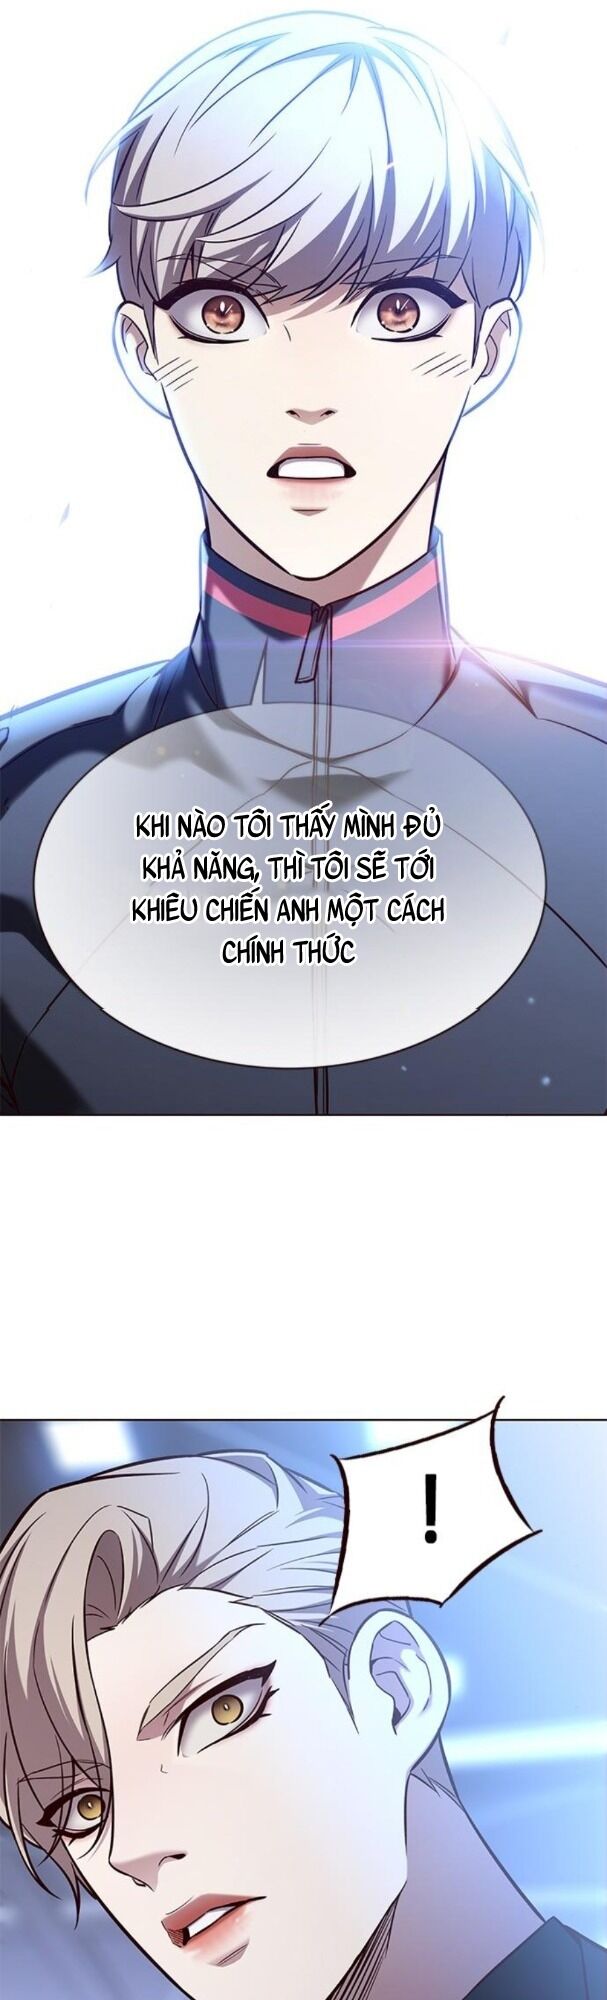 KHI NÀO TÔI THẤY MÌNH ĐỦ
KHẢ NĂNG, THÌ TÔI SẼ TỚI
KHIÊU CHIẾN ANH MỘT CÁCH
CHÍNH THỨC
!